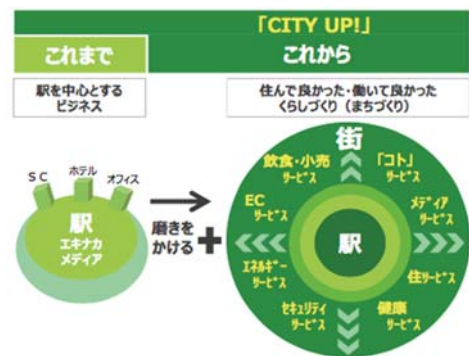 「CITY UP!」
これまで
これから
駅を中心とする
ビジネス
住んで良かった・働いて良かった
くらしづくり（まちづくり）
SC
ホテル
オフィス
駅
エキナカ
メディア
磨きを
かける
+
街
飲食・小売
サービス
「コト」
サービス
EC
サービス
メディア
サービス
駅
エネルギー
サービス
住サービス
セキュリティ
サービス
健康
サービス